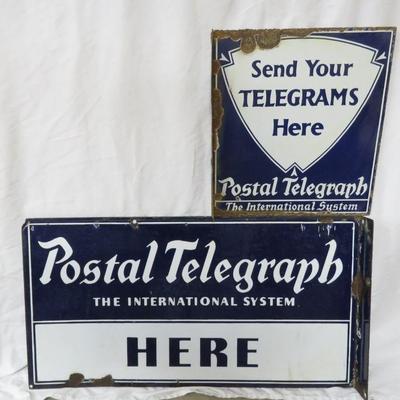 Send Your
TELEGRAMS
Here
Postal Telegraph
The International System
Postal Telegraph
THE INTERNATIONAL SYSTEM
HERE